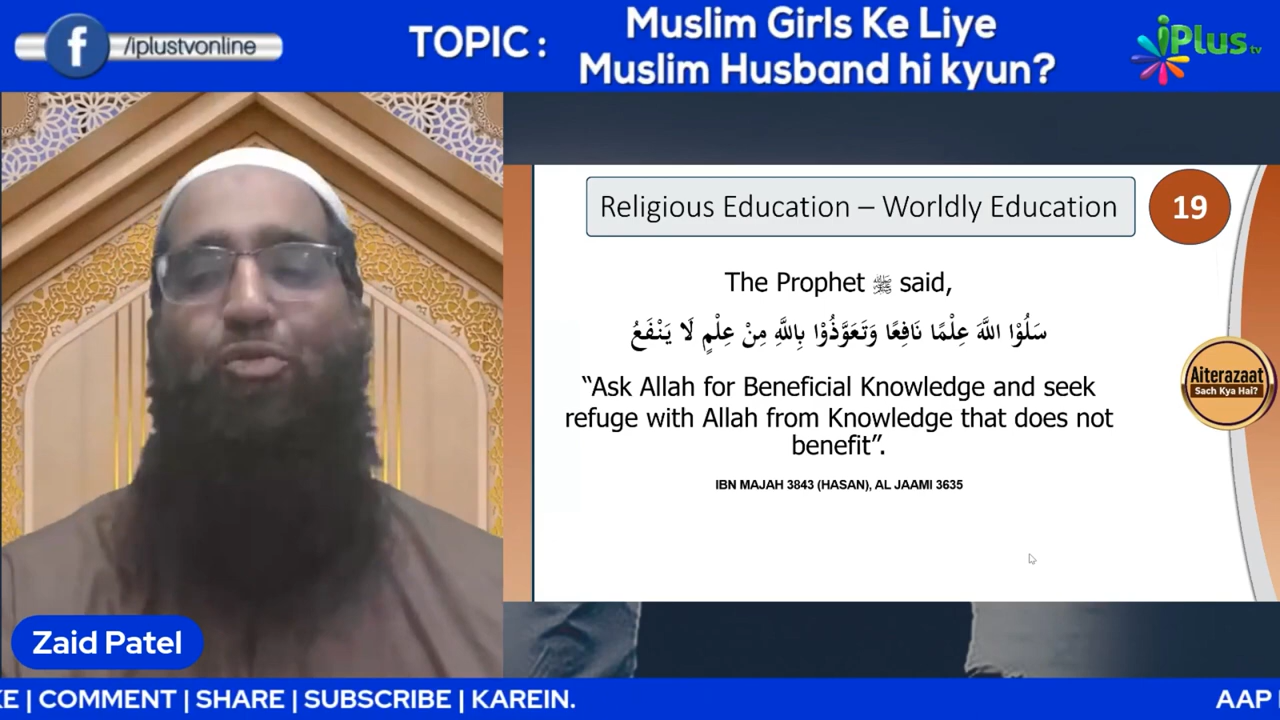 /iplustvonline
TOPIC :
Muslim Girls Ke Liye
Muslim Husband hi kyun?
iPlus tv
Religious Education – Worldly Education
19
The Prophet ﷺ said,
سَلُوْا اللَّهَ عِلْمًا نَافِعًا وَتَعَوَّذُوْا بِاللَّهِ مِنْ عِلْمٍ لَا يَنْفَعُ
“Ask Allah for Beneficial Knowledge and seek
refuge with Allah from Knowledge that does not
benefit”.
IBN MAJAH 3843 (HASAN), AL JAAMI 3635
Aiterazaat
Sach Kya Hai?
Zaid Patel
KE | COMMENT | SHARE | SUBSCRIBE | KAREIN.
AAP